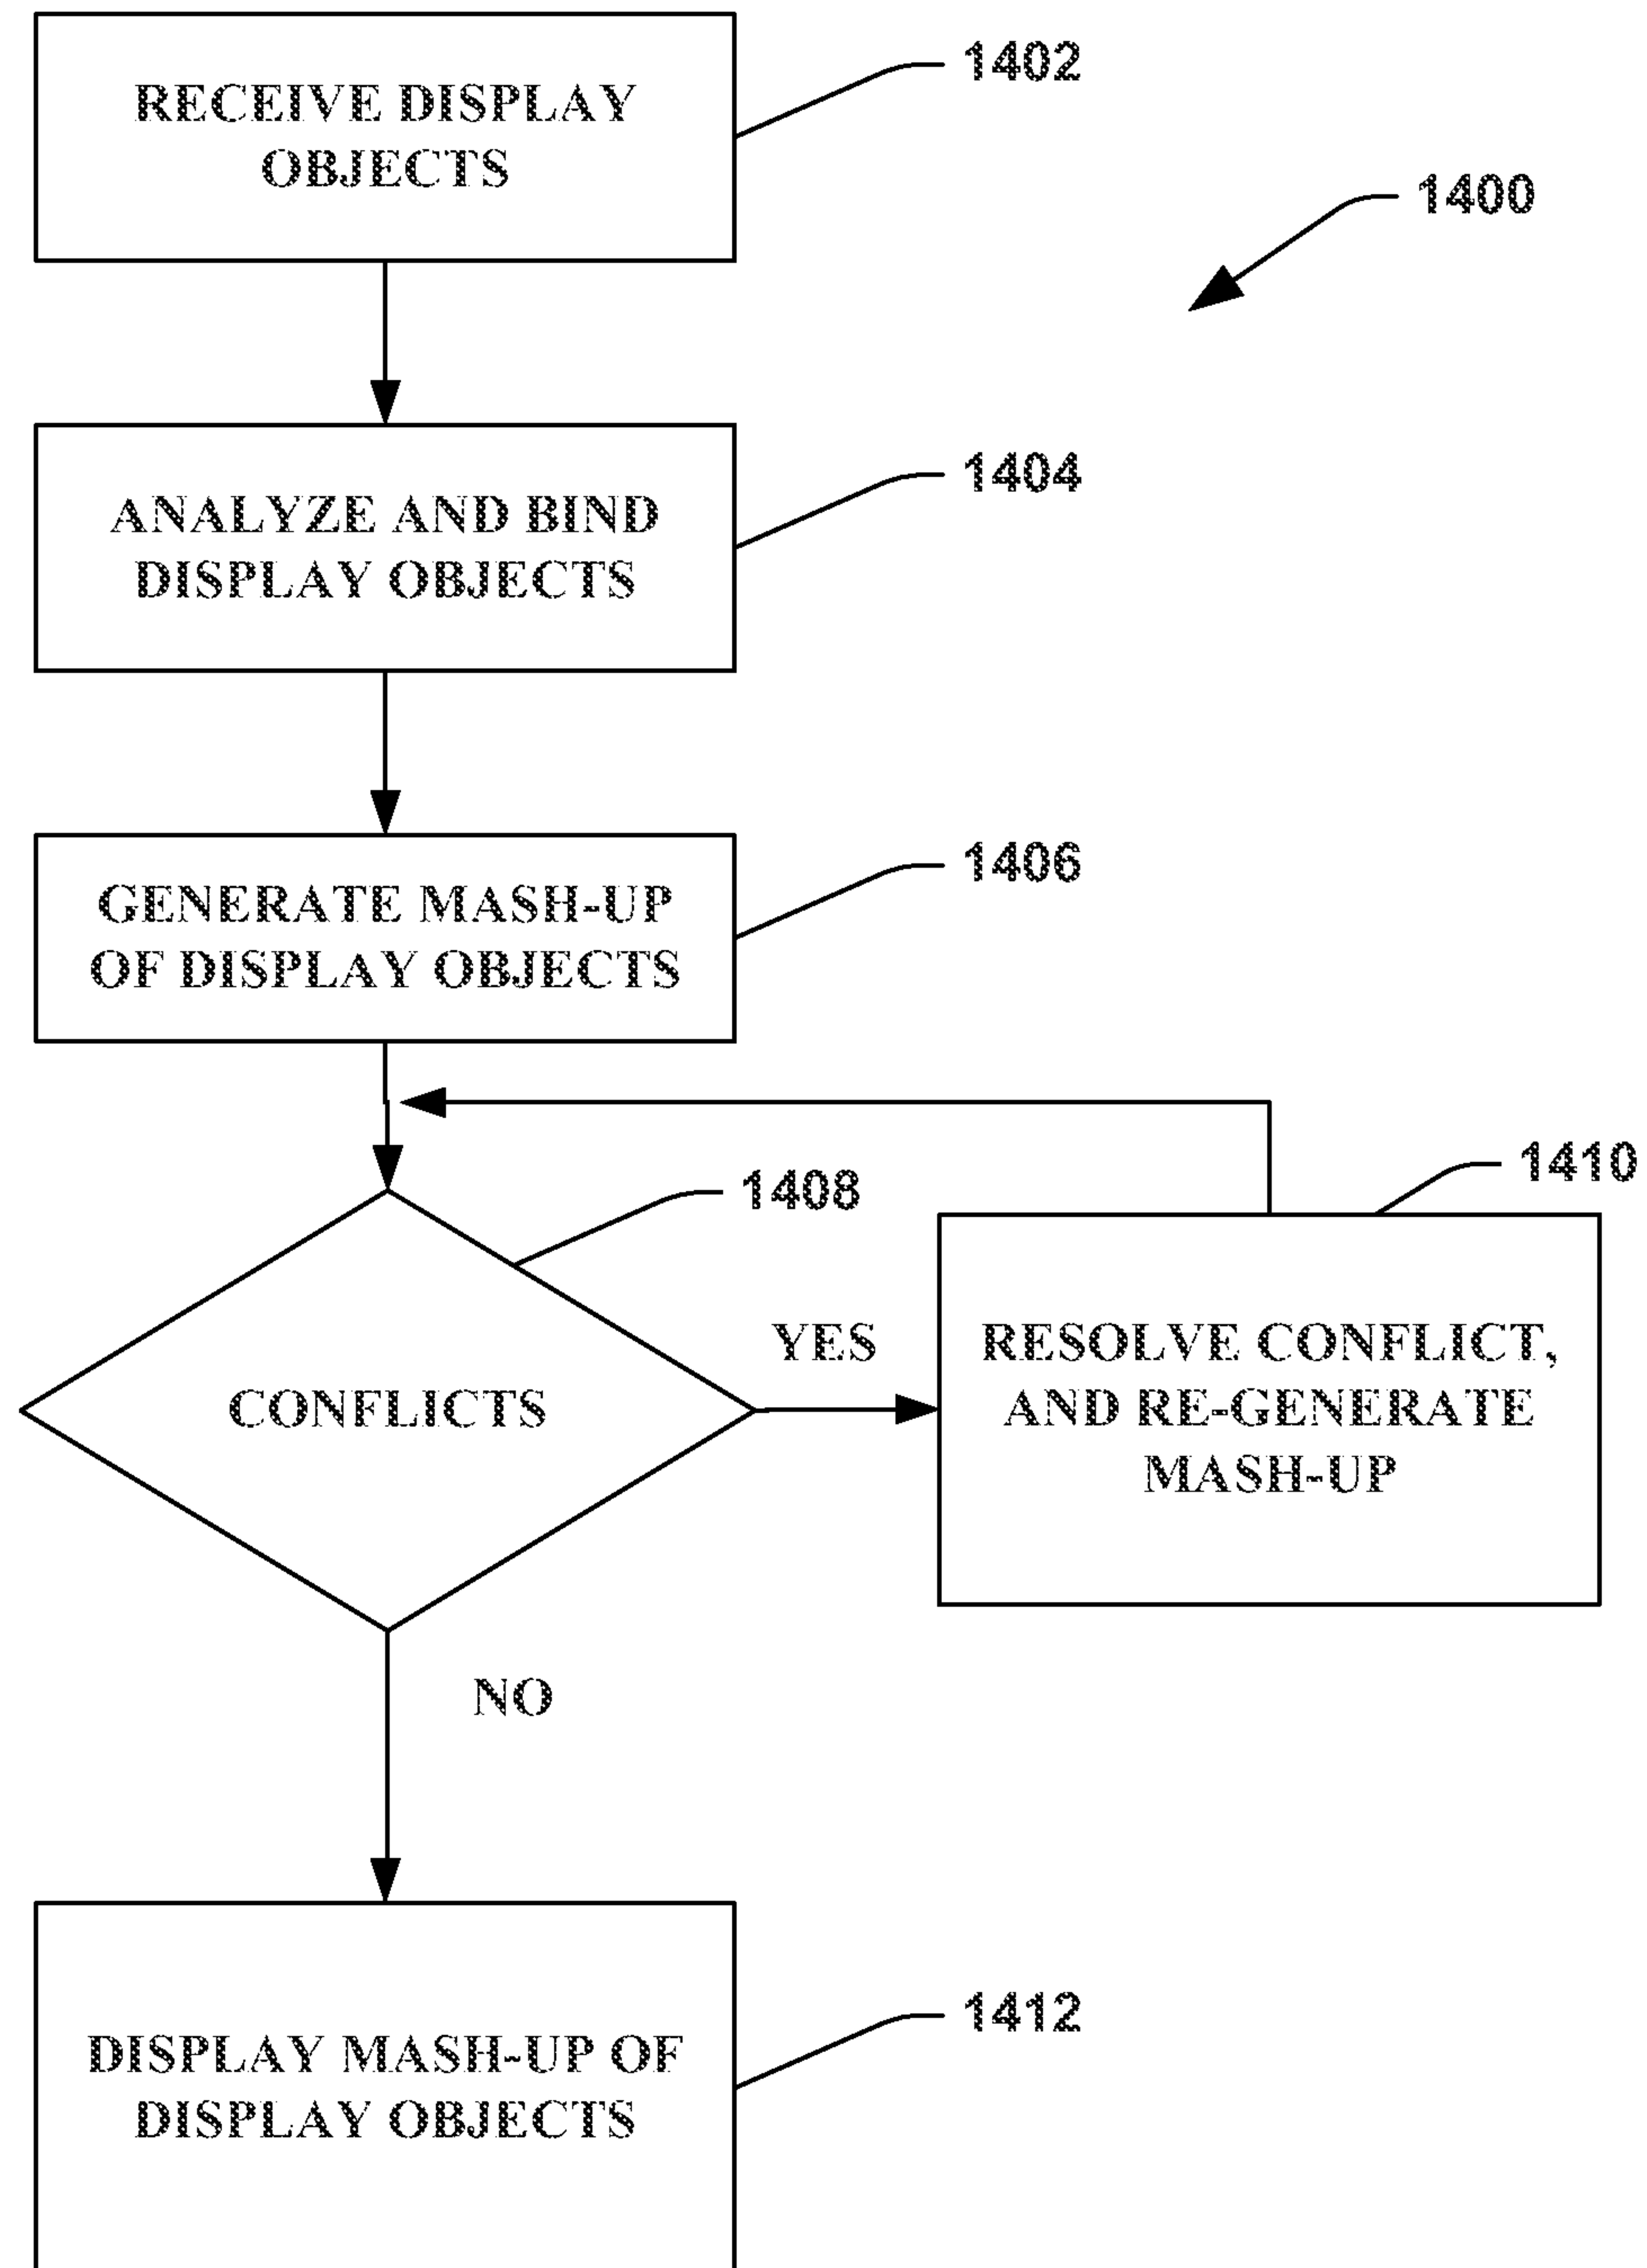 RECEIVE DISPLAY
OBJECTS
1402
1400
ANALYZE AND BIND
DISPLAY OBJECTS
1404
GENERATE MASH-UP
OF DISPLAY OBJECTS
1406
1408
1410
CONFLICTS
YES
RESOLVE CONFLICT,
AND RE-GENERATE
MASH-UP
NO
DISPLAY MASH-UP OF
DISPLAY OBJECTS
1412